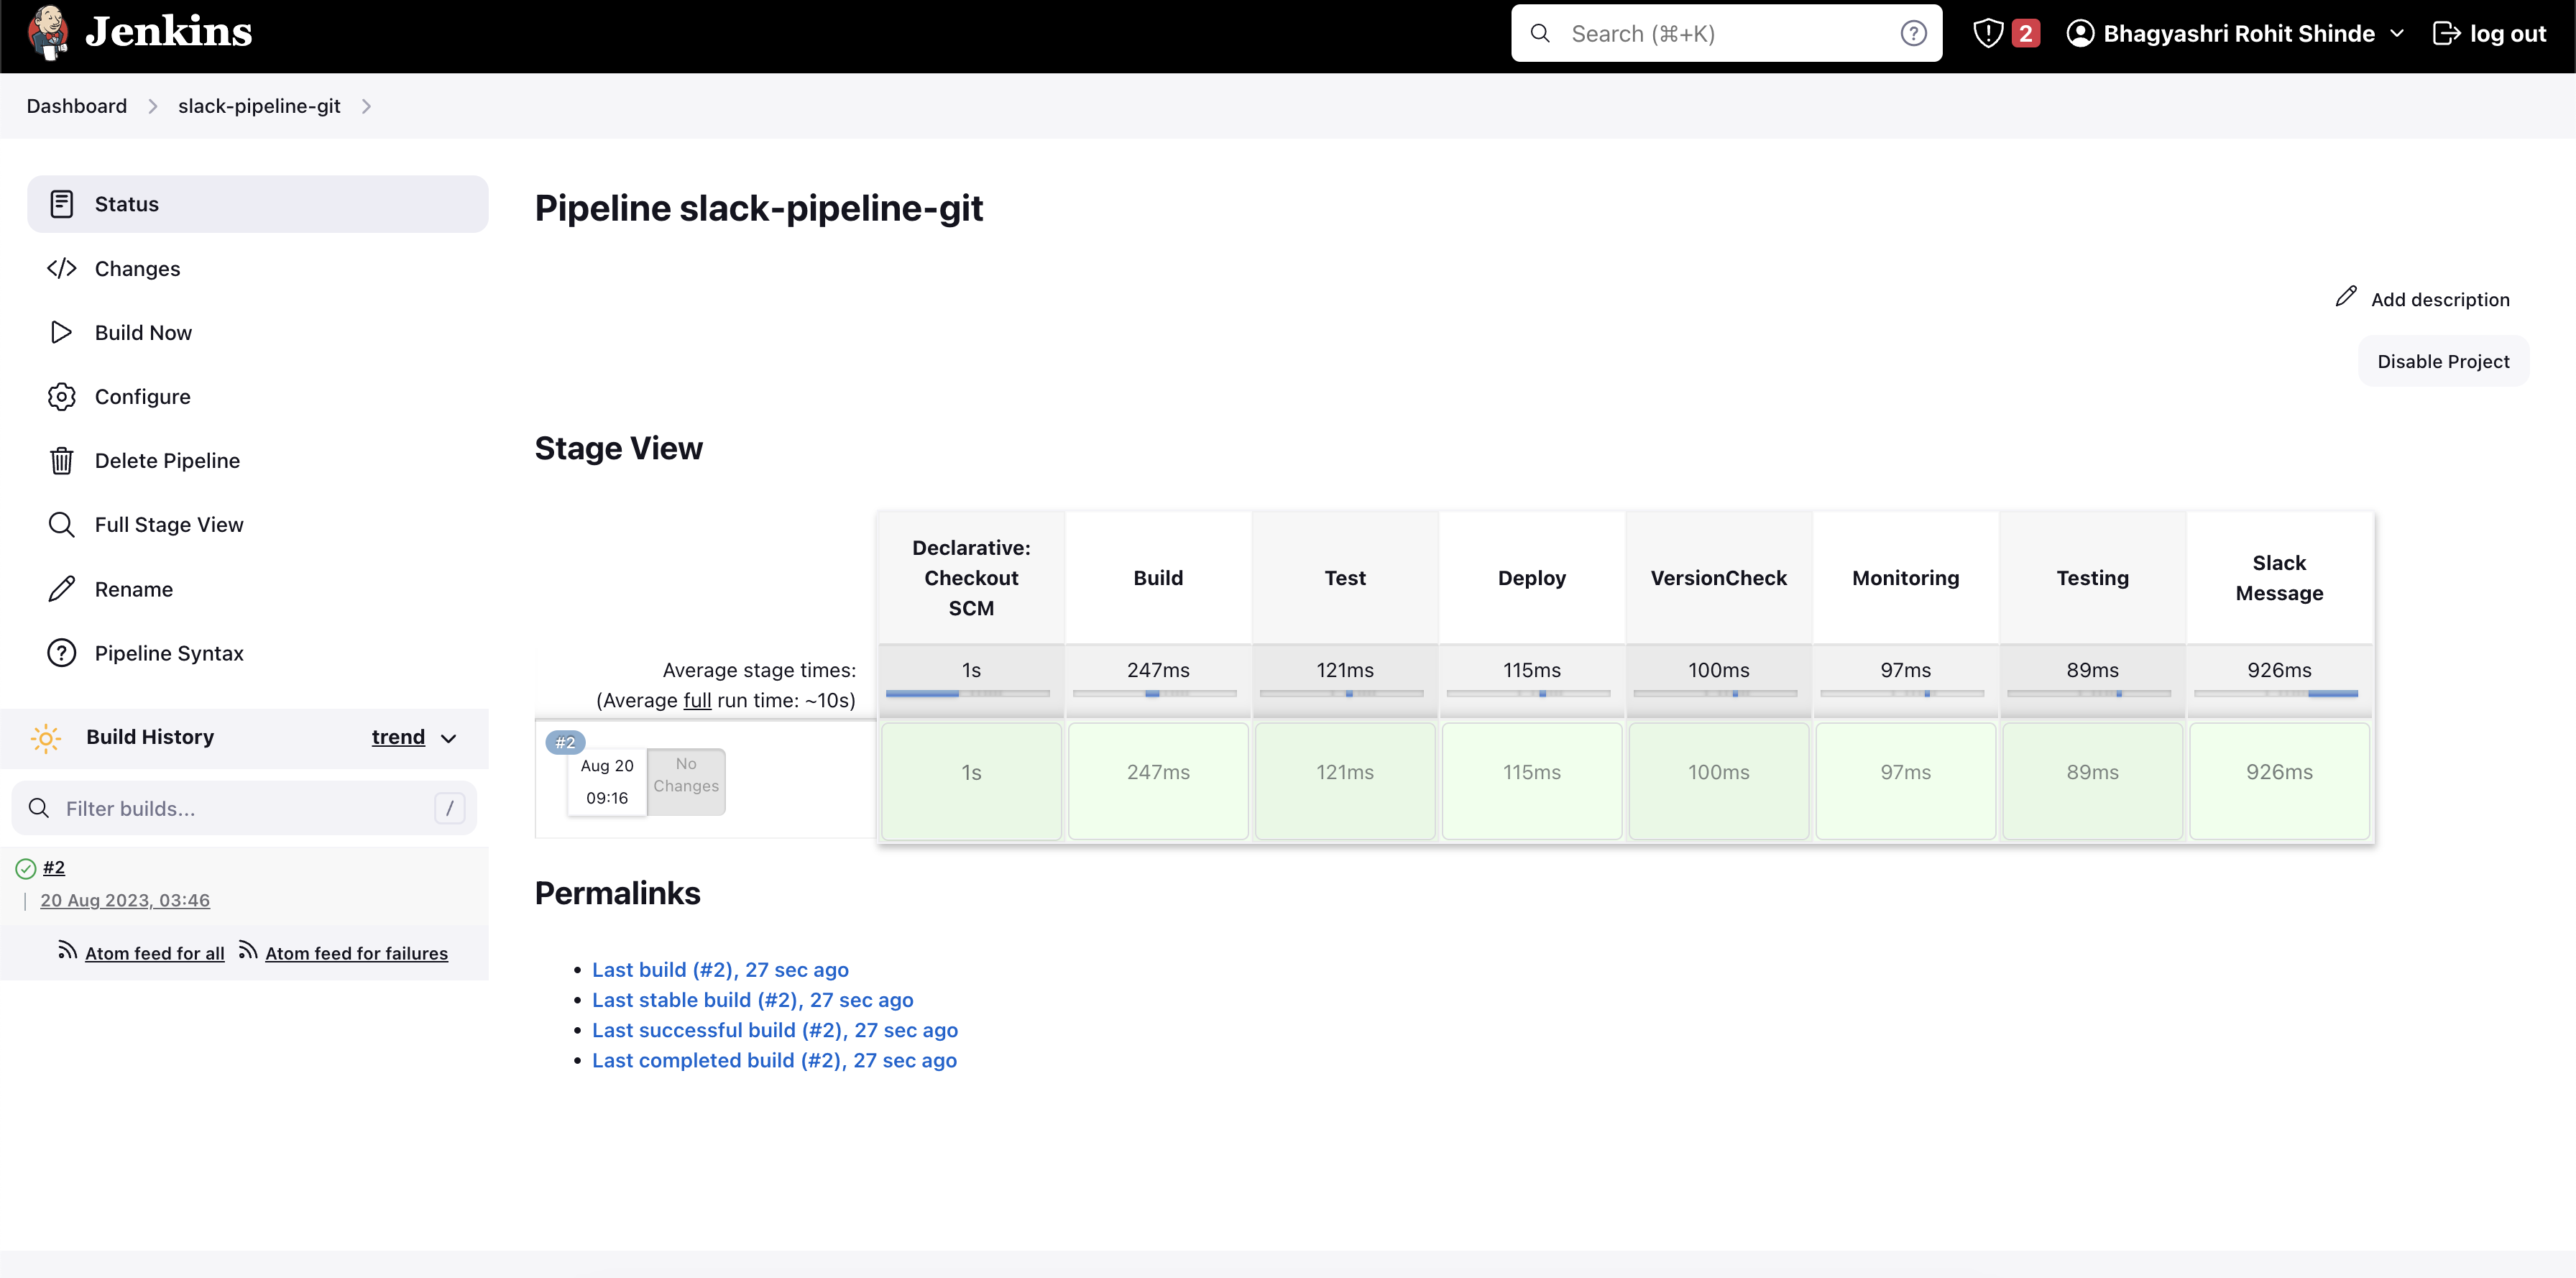 Jenkins
Search (⌘+K)
?
2
Bhagyashri Rohit Shinde
log out
Dashboard
slack-pipeline-git
Status
Changes
Build Now
Configure
Delete Pipeline
Full Stage View
Rename
Pipeline Syntax
Build History
trend
Filter builds...
/
#2
20 Aug 2023, 03:46
Atom feed for all
Atom feed for failures
Pipeline slack-pipeline-git
Add description
Disable Project
Stage View
Declarative:
Checkout
SCM
Build
Test
Deploy
VersionCheck
Monitoring
Testing
Slack
Message
Average stage times:
(Average full run time: ~10s)
1s
247ms
121ms
115ms
100ms
97ms
89ms
926ms
#2
Aug 20
09:16
No
Changes
1s
247ms
121ms
115ms
100ms
97ms
89ms
926ms
Permalinks
Last build (#2), 27 sec ago
Last stable build (#2), 27 sec ago
Last successful build (#2), 27 sec ago
Last completed build (#2), 27 sec ago